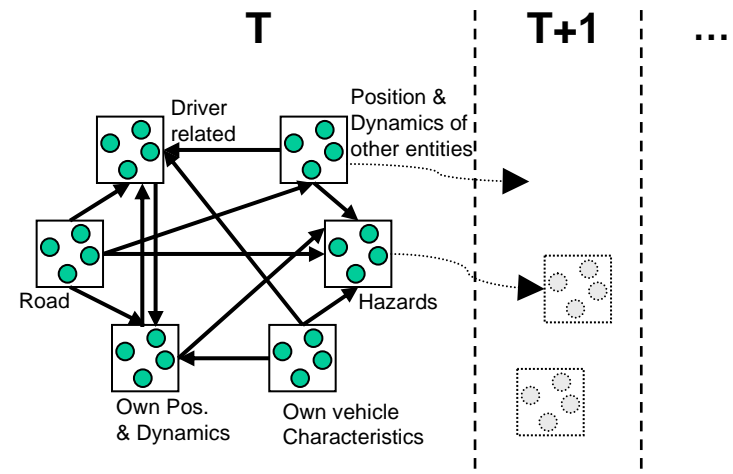 T
T+1
...
Driver
related
Position &
Dynamics of
other entities
Road
Hazards
Own Pos.
& Dynamics
Own vehicle
Characteristics